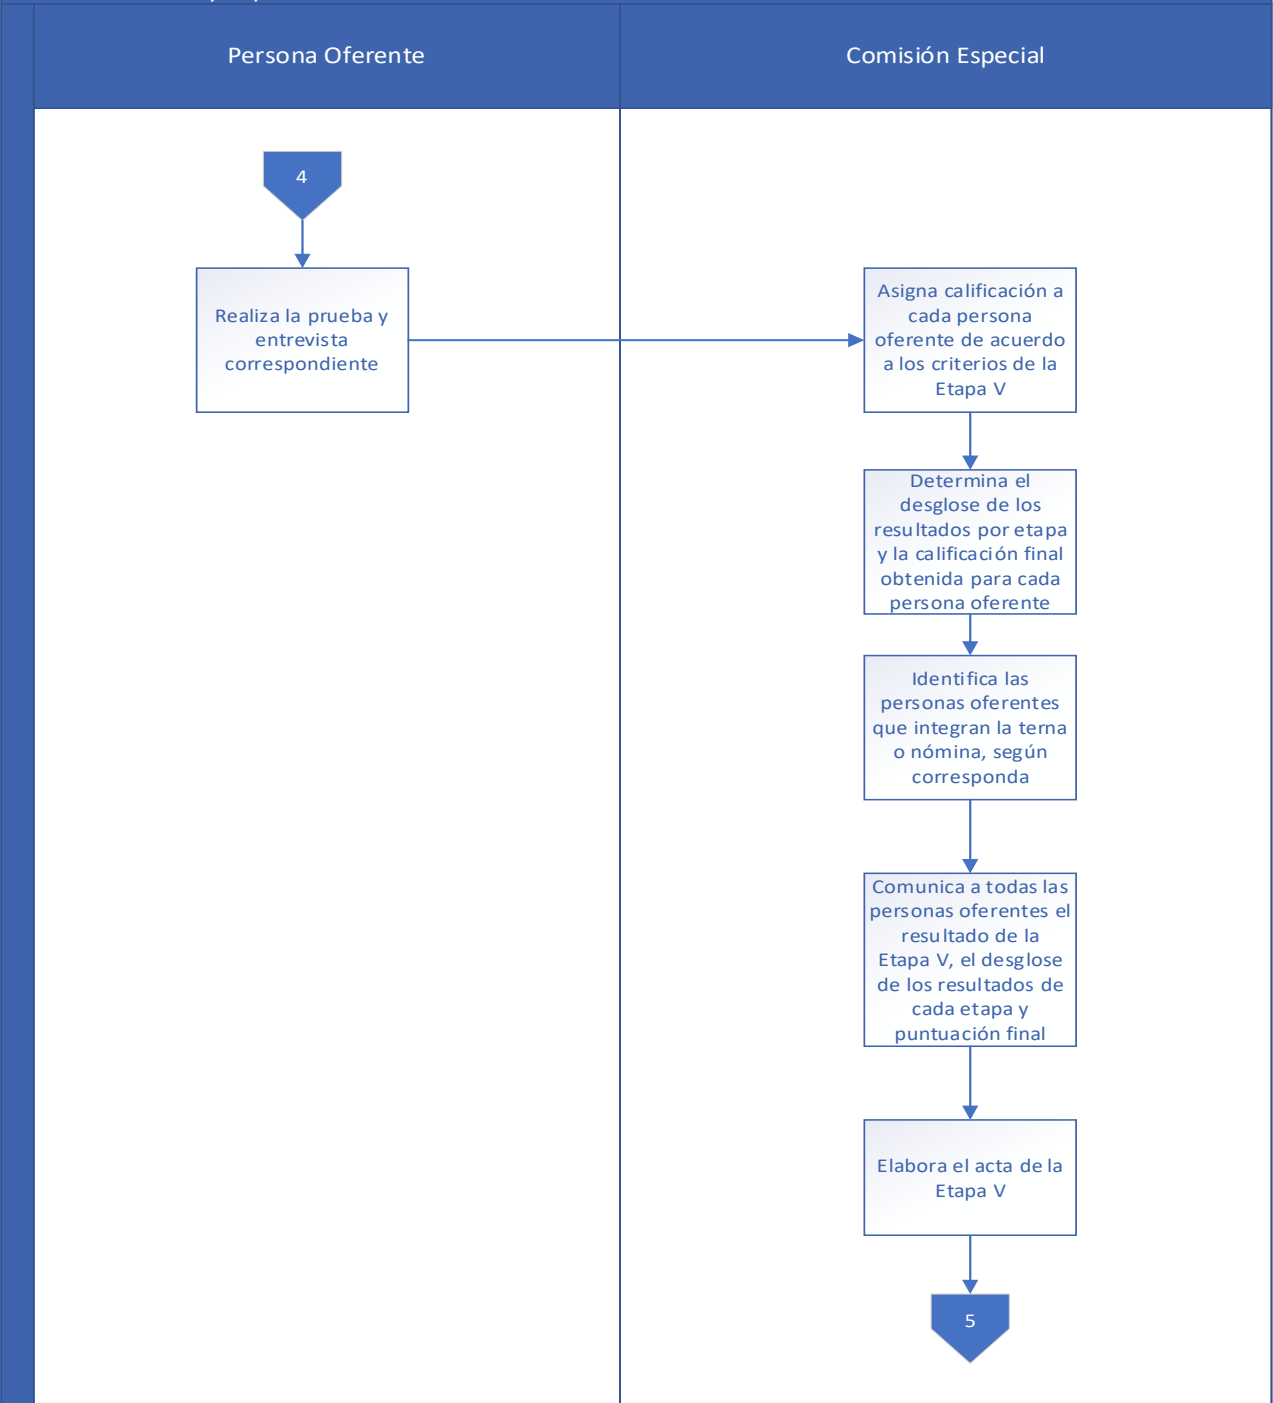 Persona Oferente
Comisión Especial
4
Realiza la prueba y
entrevista
correspondiente
Asigna calificación a
cada persona
oferente de acuerdo
a los criterios de la
Etapa V
Determina el
desglose de los
resultados por etapa
y la calificación final
obtenida para cada
persona oferente
Identifica las
personas oferentes
que integran la terna
o nómina, según
corresponda
Comunica a todas las
personas oferentes el
resultado de la
Etapa V, el desglose
de los resultados de
cada etapa y
puntuación final
Elabora el acta de la
Etapa V
5